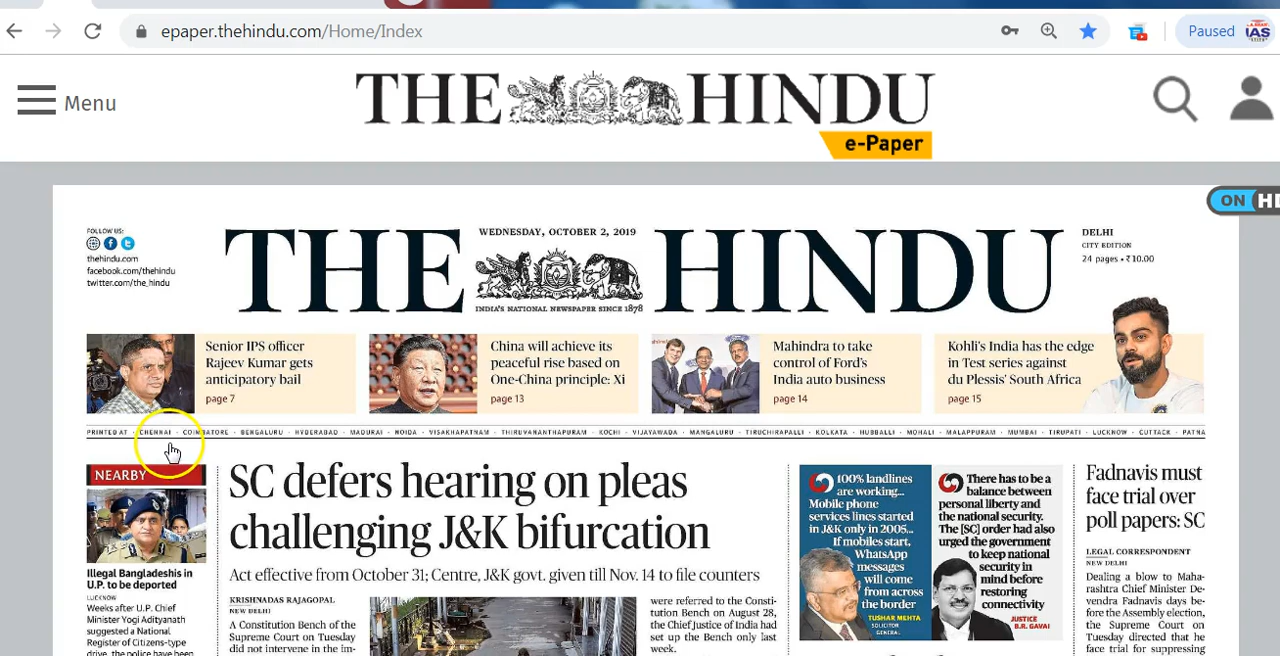 epaper.thehindu.com/Home/Index
Paused
IAS
Menu
THE HINDU
e-Paper
ON HD
FOLLOW US:
thehindu.com
facebook.com/thehindu
twitter.com/the_hindu
WEDNESDAY, OCTOBER 2, 2019
THE HINDU
INDIA'S NATIONAL NEWSPAPER SINCE 1878
DELHI
CITY EDITION
24 pages • ₹10.00
Senior IPS officer
Rajeev Kumar gets
anticipatory bail
page 7
China will achieve its
peaceful rise based on
One-China principle: Xi
page 13
Mahindra to take
control of Ford's
India auto business
page 14
Kohli's India has the edge
in Test series against
du Plesis' South Africa
page 15
PRINTED AT · CHENNAI · COIMBATORE · BENGALURU · HYDERABAD · MADURAI · NOIDA · VISAKHAPATNAM · THIRUVANANTHAPURAM · KOCHI · VIJAYAWADA · MANGALURU · TIRUCHIRAPALLI · KOLKATA · HUBBALLI · MOHALI · MALAPPURAM · MUMBAI · TIRUPATI · LUCKNOW · CUTTACK · PATNA
NEARBY
Illegal Bangladeshis in
U.P. to be deported
LUCKNOW
Weeks after U.P. Chief
Minister Yogi Adityanath
suggested a National
Register of Citizens-type
drive, the police have been
SC defers hearing on pleas
challenging J&K bifurcation
Act effective from October 31; Centre, J&K govt. given till Nov. 14 to file counters
KRISHNADAS RAJAGOPAL
NEW DELHI
A Constitution Bench of the
Supreme Court on Tuesday
did not intervene in the im-
were referred to the Consti-
tution Bench on August 28,
the Chief Justice of India had
set up the Bench only last
week.
100% landlines
are working...
Mobile phone
services lines started
in J&K only in 2005...
If mobiles start,
WhatsApp
messages
will come
from across
the border
TUSHAR MEHTA
SOLICITOR
GENERAL
There has to be a
balance between
personal liberty and
the national security.
The [SC] order had also
urged the government
to keep national
security in
mind before
restoring
connectivity
JUSTICE
B.R. GAVAI
Fadnavis must
face trial over
poll papers: SC
LEGAL CORRESPONDENT
NEW DELHI
Dealing a blow to Maha-
rashtra Chief Minister De-
vendra Fadnavis days be-
fore the Assembly election,
the Supreme Court on
Tuesday directed that he
face trial for suppressing